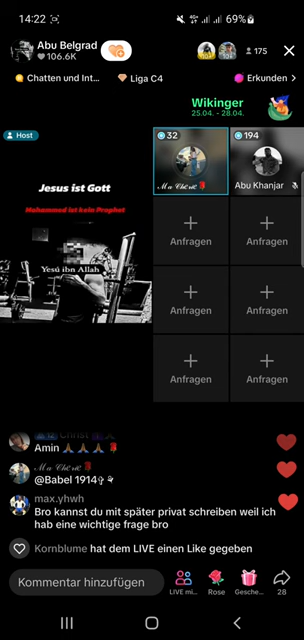 14:22
69%
Abu Belgrad
106.6K
175
Chatten und Int...
Liga C4
Erkunden >
Wikinger
25.04. - 28.04.
Host
32
194
Jesus ist Gott
Mohammed ist kein Prophet
Yesú ibn Allah
Abu Khanjar
Anfragen
Anfragen
Anfragen
Anfragen
Anfragen
Anfragen
Amin
@Babel 1914
max.yhwh
Bro kannst du mit später privat schreiben weil ich
hab eine wichtige frage bro
Kornblume hat dem LIVE einen Like gegeben
Kommentar hinzufügen
LIVE mi...
Rose
Gesche...
28